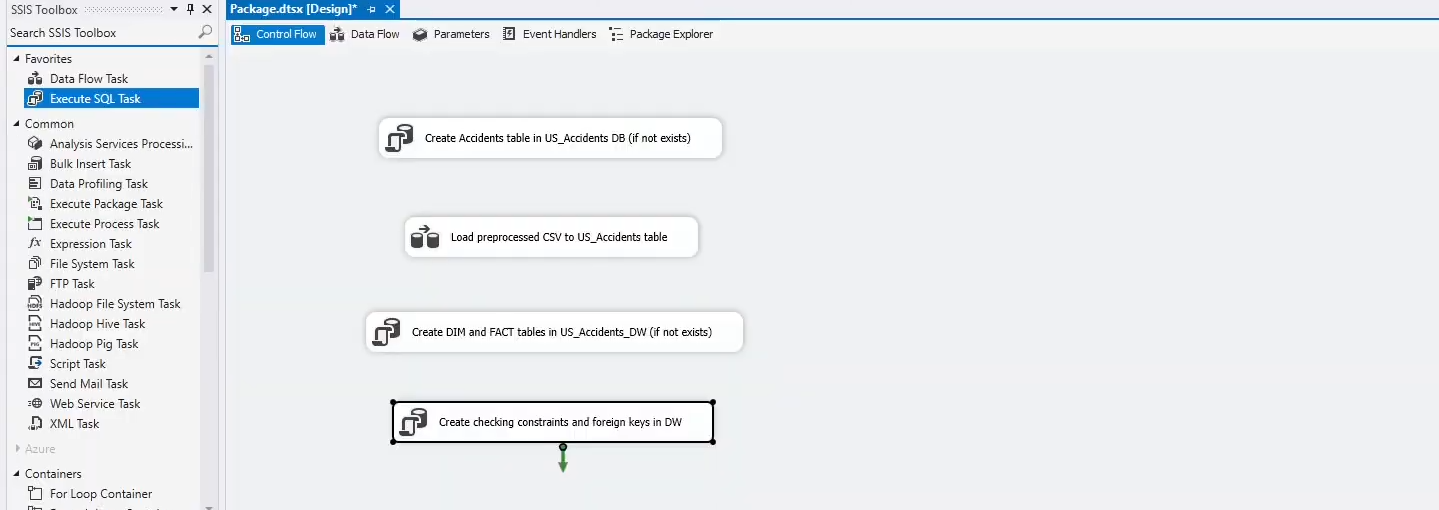 SSIS Toolbox
Package.dtsx [Design]*
Search SSIS Toolbox
Control Flow
Data Flow
Parameters
Event Handlers
Package Explorer
Favorites
Data Flow Task
Execute SQL Task
Common
Analysis Services Processi...
Bulk Insert Task
Data Profiling Task
Execute Package Task
Execute Process Task
fx Expression Task
File System Task
FTP Task
Hadoop File System Task
Hadoop Hive Task
Hadoop Pig Task
Script Task
Send Mail Task
Web Service Task
XML Task
Azure
Containers
For Loop Container
Create Accidents table in US_Accidents DB (if not exists)
Load preprocessed CSV to US_Accidents table
Create DIM and FACT tables in US_Accidents_DW (if not exists)
Create checking constraints and foreign keys in DW